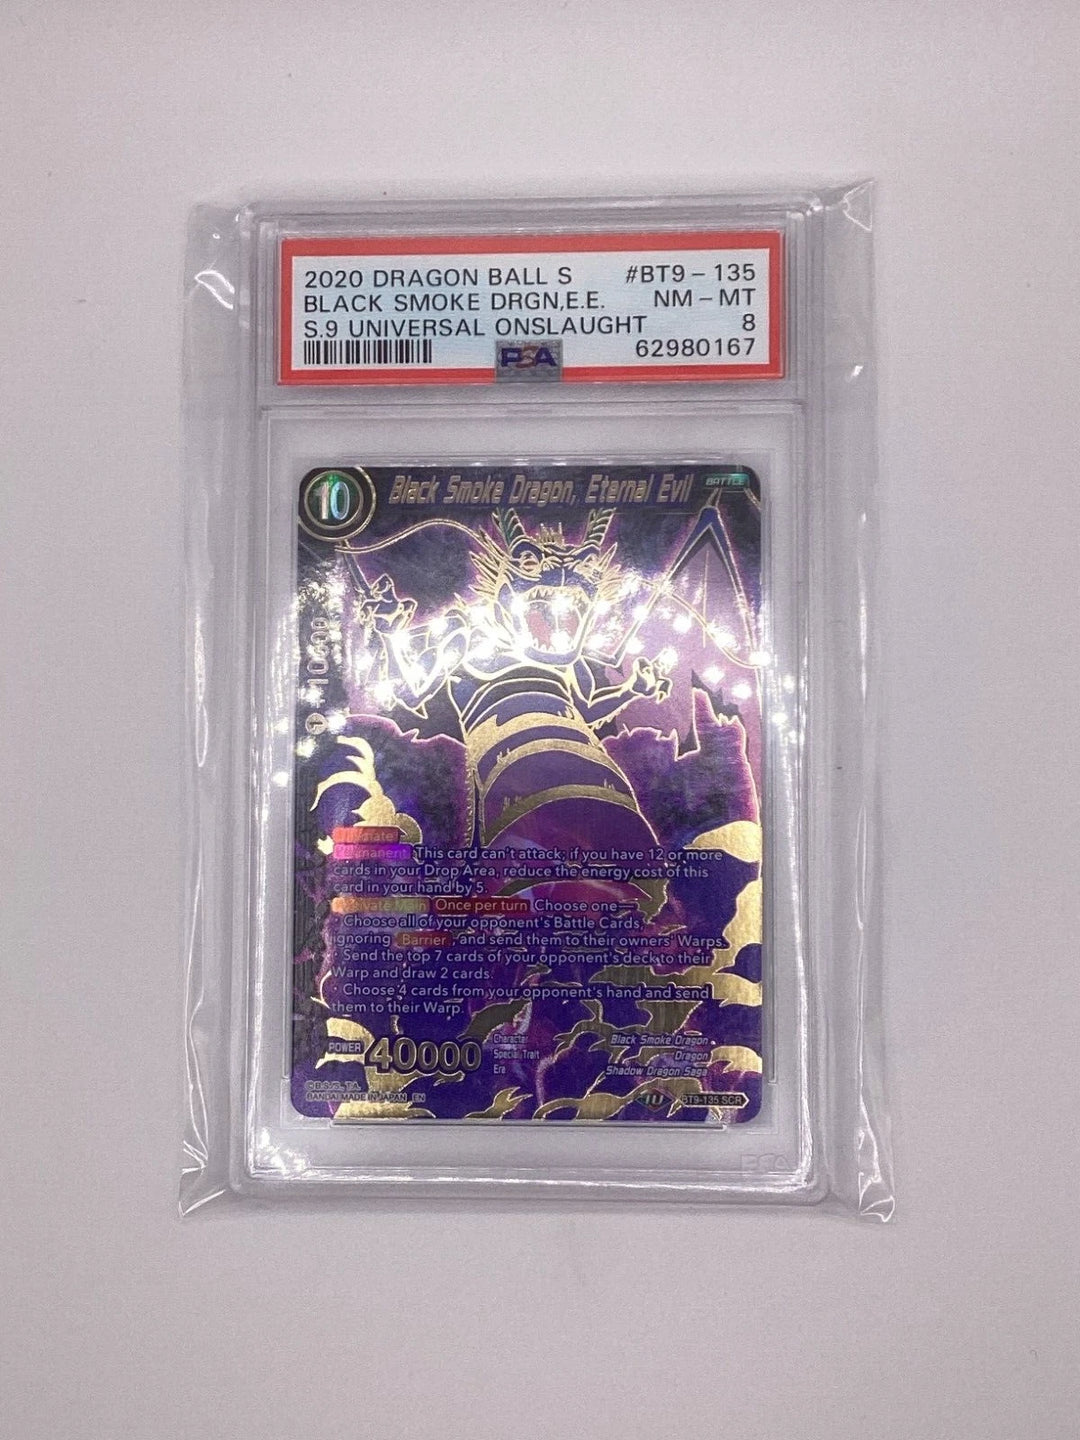 2020 DRAGON BALL S #BT9-135
BLACK SMOKE DRGN,E.E. NM-MT
S.9 UNIVERSAL ONSLAUGHT 8
PSA 62980167
10 Black Smoke Dragon, Eternal Evil BATTLE
10000
Permanent This card can't attack; if you have 12 or more
cards in your Drop Area, reduce the energy cost of this
card in your hand by 5.
Activate Main Once per turn Choose one—
· Choose all of your opponent's Battle Cards,
ignoring Barrier, and send them to their owners' Warps.
· Send the top 7 cards of your opponent's deck to their
Warp and draw 2 cards.
· Choose 4 cards from your opponent's hand and send
them to their Warp.
POWER 40000
Character Black Smoke Dragon
Special Trait Dragon
Era Shadow Dragon Saga
©B.S./S., T.A.
BANDAI MADE IN JAPAN EN
BT9-135 SCR